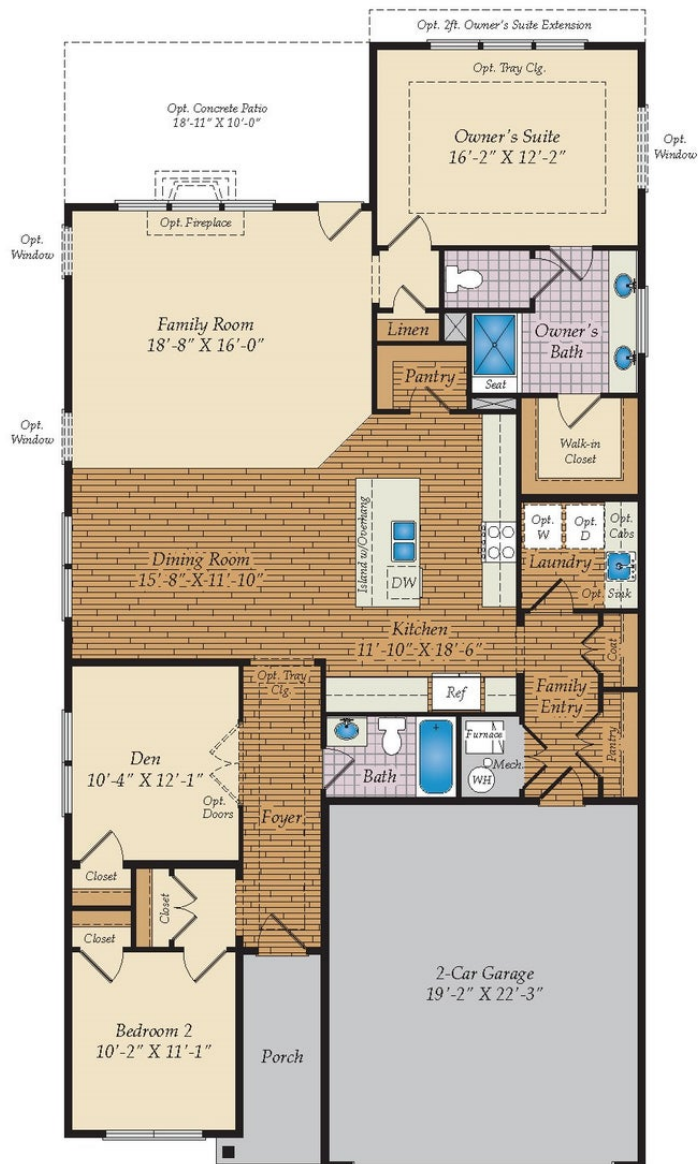 Opt. 2ft. Owner's Suite Extension
Opt. Tray Clg.
Opt. Concrete Patio
18'-11" X 10'-0"
Owner's Suite
16'-2" X 12'-2"
Opt.
Window
Opt. Fireplace
Opt.
Window
Family Room
18'-8" X 16'-0"
Linen
Owner's
Bath
Pantry
Seat
Opt.
Window
Walk-in
Closet
Island w/Overhang
Opt.
W
Opt.
D
Opt.
Cabs
Laundry
Opt. Sink
Dining Room
15'-8" X 11'-10"
DW
Kitchen
11'-10" X 18'-6"
Coat
Opt. Tray
Clg.
Family
Entry
Ref
Den
10'-4" X 12'-1"
Opt.
Doors
Bath
Furnace
Mech.
WH
Pantry
Foyer
Closet
Closet
Closet
2-Car Garage
19'-2" X 22'-3"
Bedroom 2
10'-2" X 11'-1"
Porch